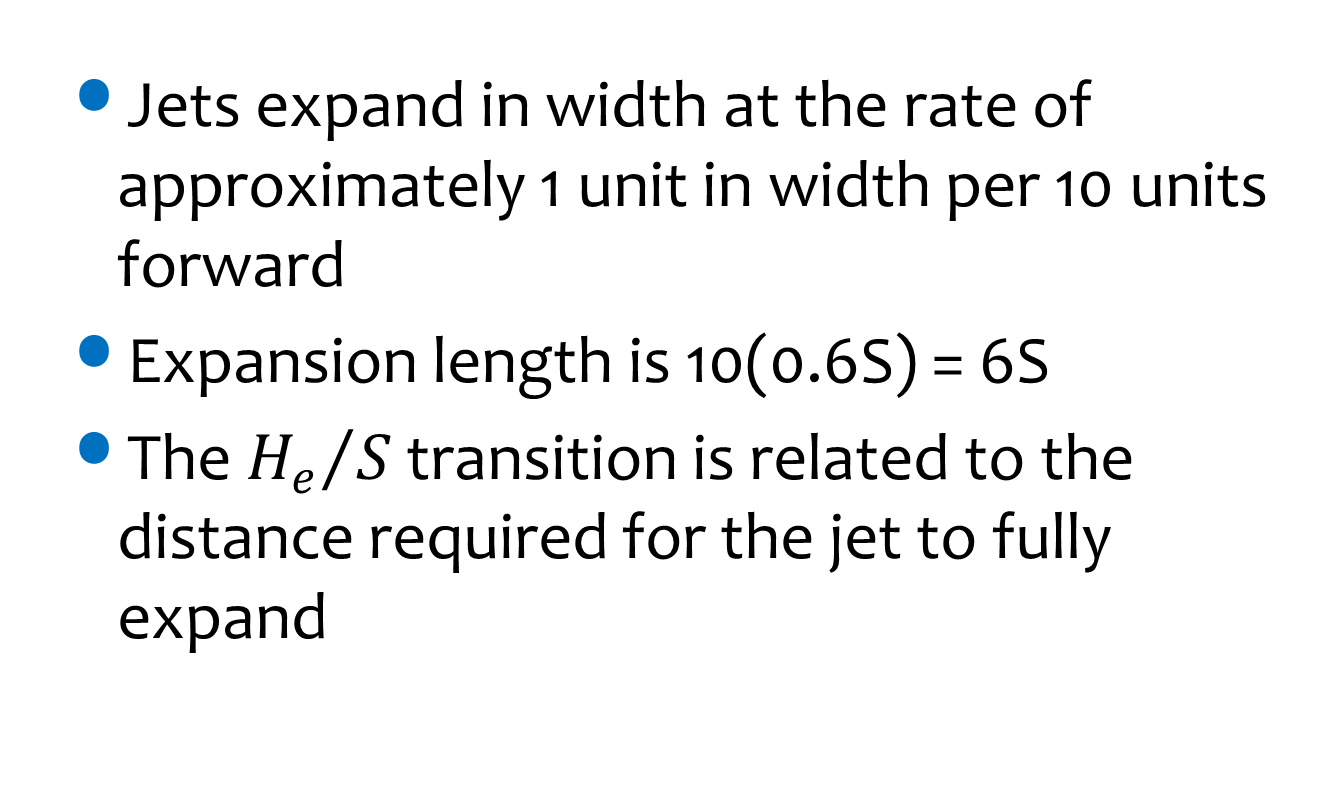 • Jets expand in width at the rate of
approximately 1 unit in width per 10 units
forward
• Expansion length is 10(0.6S) = 6S
• The Hₑ/S transition is related to the
distance required for the jet to fully
expand